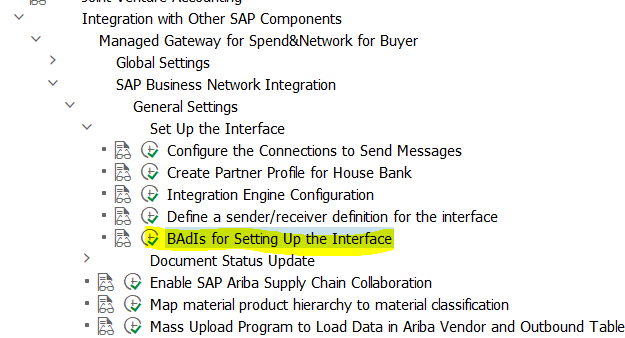 Joint Venture Accounting
Integration with Other SAP Components
Managed Gateway for Spend&Network for Buyer
Global Settings
SAP Business Network Integration
General Settings
Set Up the Interface
Configure the Connections to Send Messages
Create Partner Profile for House Bank
Integration Engine Configuration
Define a sender/receiver definition for the interface
BAdIs for Setting Up the Interface
Document Status Update
Enable SAP Ariba Supply Chain Collaboration
Map material product hierarchy to material classification
Mass Upload Program to Load Data in Ariba Vendor and Outbound Table